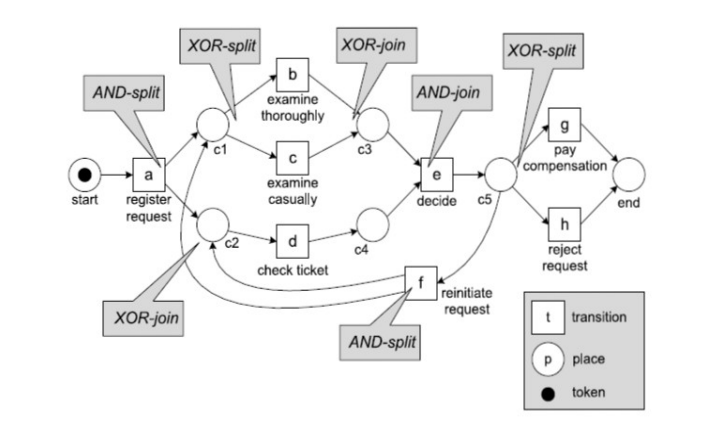 XOR-split
XOR-join
XOR-split
AND-split
AND-join
b
examine
thoroughly
c1
c3
g
pay
compensation
start
a
register
request
c
examine
casually
e
decide
c5
end
c2
d
check ticket
c4
h
reject
request
f
reinitiate
request
XOR-join
AND-split
t
transition
p
place
token